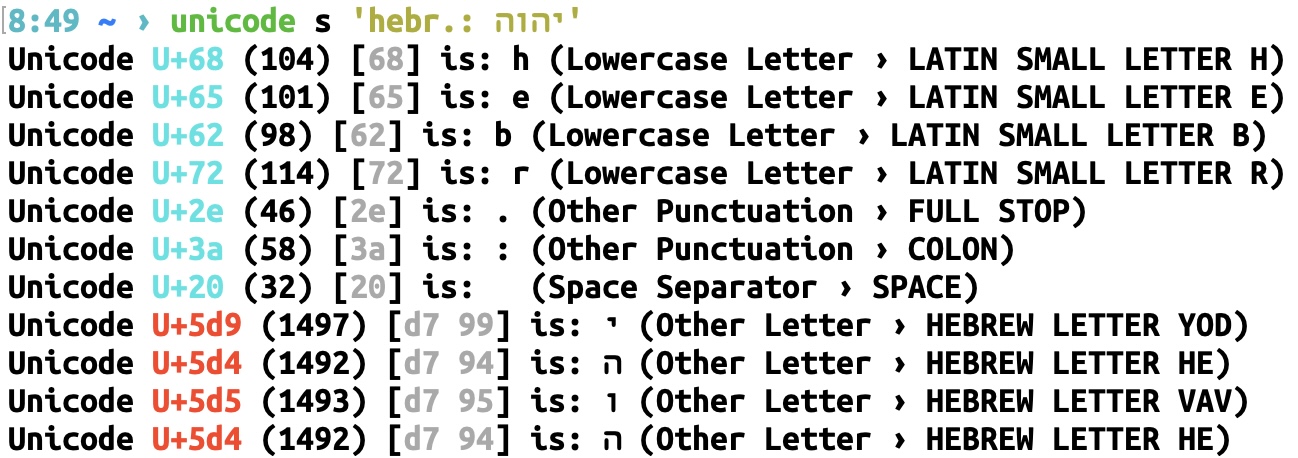 [8:49 ~ › unicode s 'hebr.: יהוה'
Unicode U+68 (104) [68] is: h (Lowercase Letter › LATIN SMALL LETTER H)
Unicode U+65 (101) [65] is: e (Lowercase Letter › LATIN SMALL LETTER E)
Unicode U+62 (98) [62] is: b (Lowercase Letter › LATIN SMALL LETTER B)
Unicode U+72 (114) [72] is: r (Lowercase Letter › LATIN SMALL LETTER R)
Unicode U+2e (46) [2e] is: . (Other Punctuation › FULL STOP)
Unicode U+3a (58) [3a] is: : (Other Punctuation › COLON)
Unicode U+20 (32) [20] is:   (Space Separator › SPACE)
Unicode U+5d9 (1497) [d7 99] is: י (Other Letter › HEBREW LETTER YOD)
Unicode U+5d4 (1492) [d7 94] is: ה (Other Letter › HEBREW LETTER HE)
Unicode U+5d5 (1493) [d7 95] is: ו (Other Letter › HEBREW LETTER VAV)
Unicode U+5d4 (1492) [d7 94] is: ה (Other Letter › HEBREW LETTER HE)